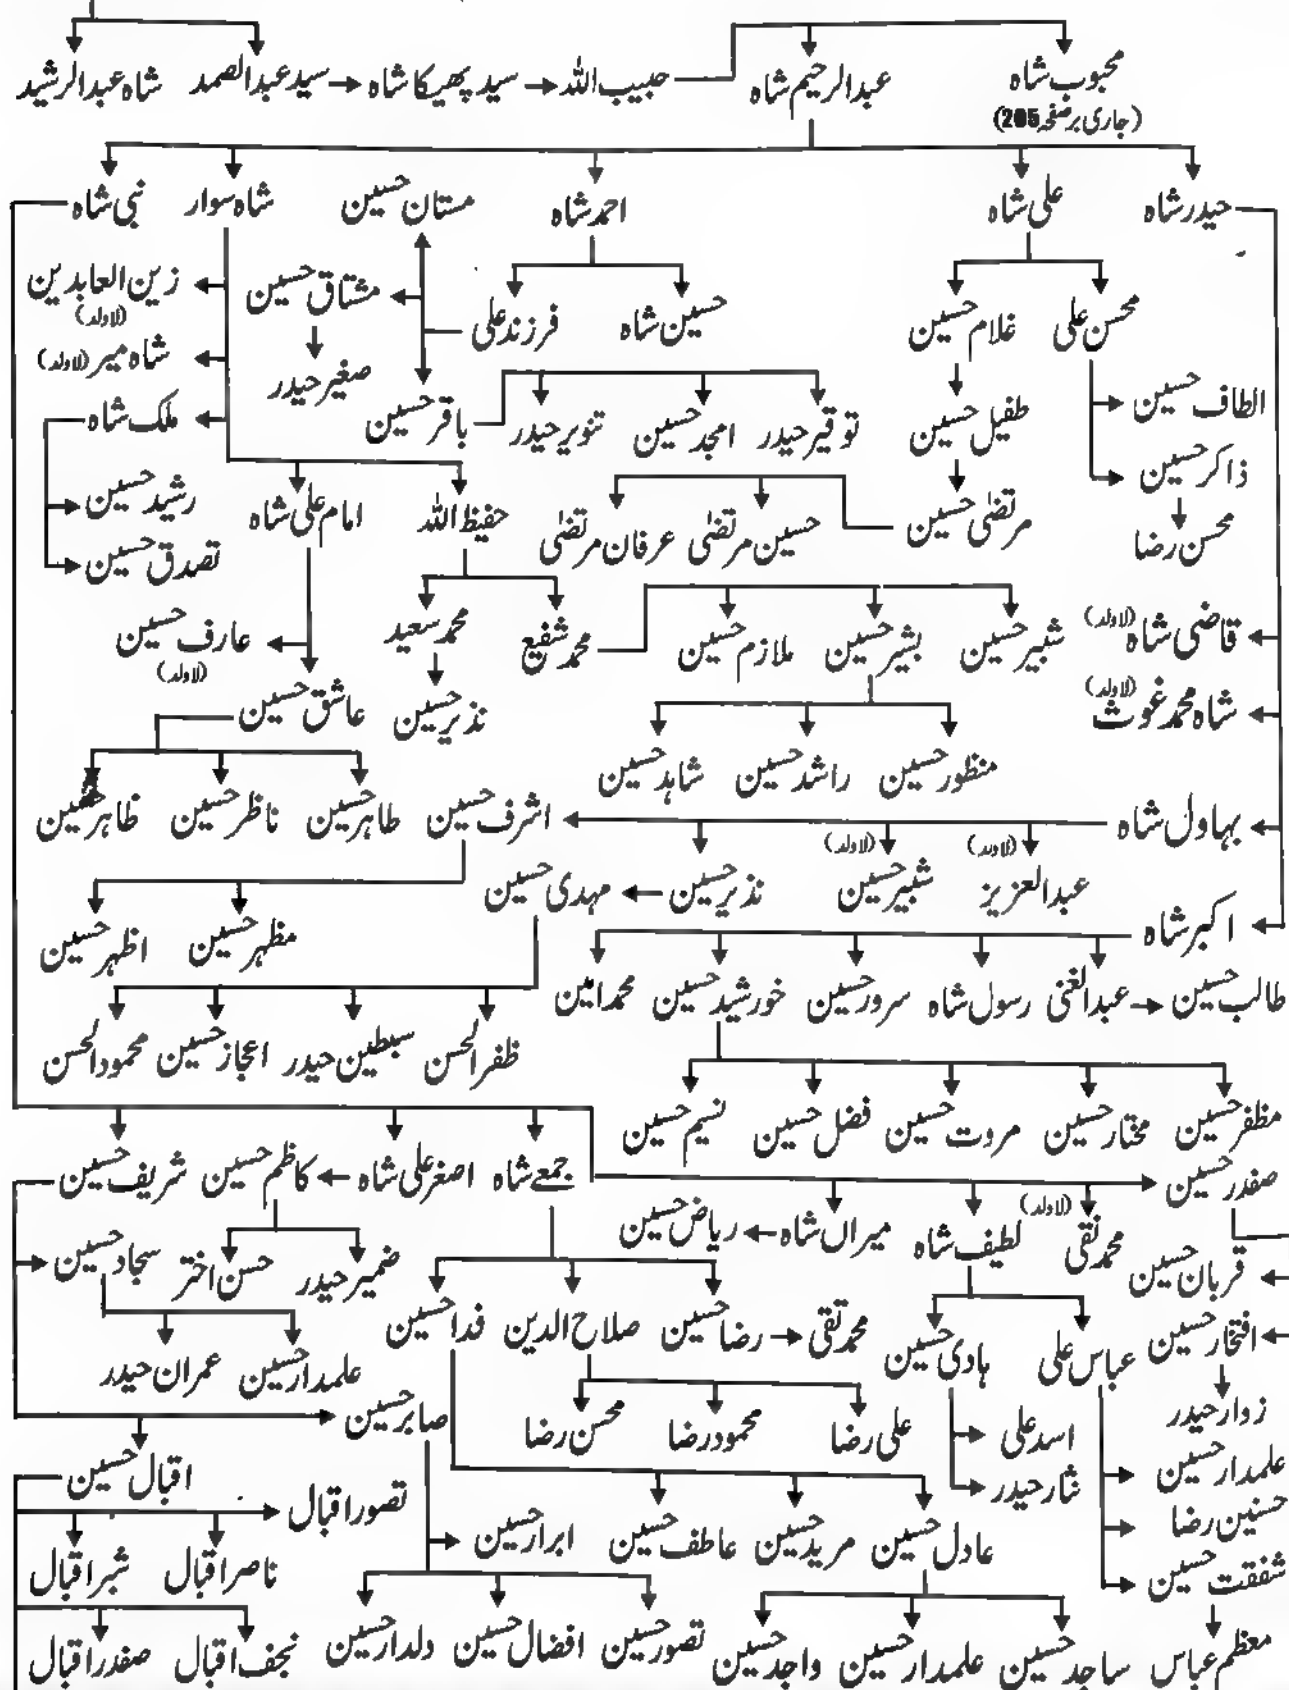 محبوب شاہ عبدالرحیم شاہ حبیب اللہ سید پھیکا شاہ سید عبدالصمد شاہ عبدالرشید
(جاری بر صفحہ 205)
حیدر شاہ علی شاہ احمد شاہ مستان حسین شاہ سوار نبی شاہ
محسن علی غلام حسین حسین شاہ فرزند علی مشتاق حسین زین العابدین
(لاولد)
صغیر حیدر شاہ میر (لاولد)
الطاف حسین طفیل حسین توقیر حیدر امجد حسین تنویر حیدر باقر حسین ملک شاہ
ذاکر حسین رشید حسین
محسن رضا مرتضیٰ حسین حسین مرتضیٰ عرفان مرتضیٰ حفیظ اللہ امام علی شاہ
تصدق حسین
قاضی شاہ (لاولد) شبیر حسین بشیر حسین ملازم حسین محمد شفیع محمد سعید عارف حسین
(لاولد)
شاہ محمد غوث (لاولد) نذیر حسین عاشق حسین
منظور حسین راشد حسین شاہد حسین
بہاول شاہ اشرف حسین طاہر حسین ناظر حسین ظاہر حسین
(لاولد) (لاولد)
عبدالعزیز شبیر حسین نذیر حسین مہدی حسین
اکبر شاہ مظہر حسین اظہر حسین
طالب حسین عبدالغنی رسول شاہ سرور حسین خورشید حسین محمد امین
ظفر الحسن سبطین حیدر اعجاز حسین محمود الحسن
مظفر حسین مختار حسین مروت حسین فضل حسین نسیم حسین
صفدر حسین جمعے شاہ اصغر علی شاہ کاظم حسین شریف حسین
محمد نقی (لاولد) لطیف شاہ میراں شاہ ریاض حسین
قربان حسین ضمیر حیدر حسن اختر سجاد حسین
افتخار حسین عباس علی ہادی حسین محمد تقی رضا حسین صلاح الدین فدا حسین
علمدار حسین عمران حیدر
زوار حیدر اسد علی علی رضا محمود رضا محسن رضا صابر حسین
علمدار حسین نثار حیدر اقبال حسین
حسنین رضا تصور اقبال
شفقت حسین عادل حسین مرید حسین عاطف حسین ابرار حسین ناصر اقبال شبر اقبال
معظم عباس ساجد حسین علمدار حسین واجد حسین تصور حسین افضال حسین دلدار حسین نجف اقبال صفدر اقبال